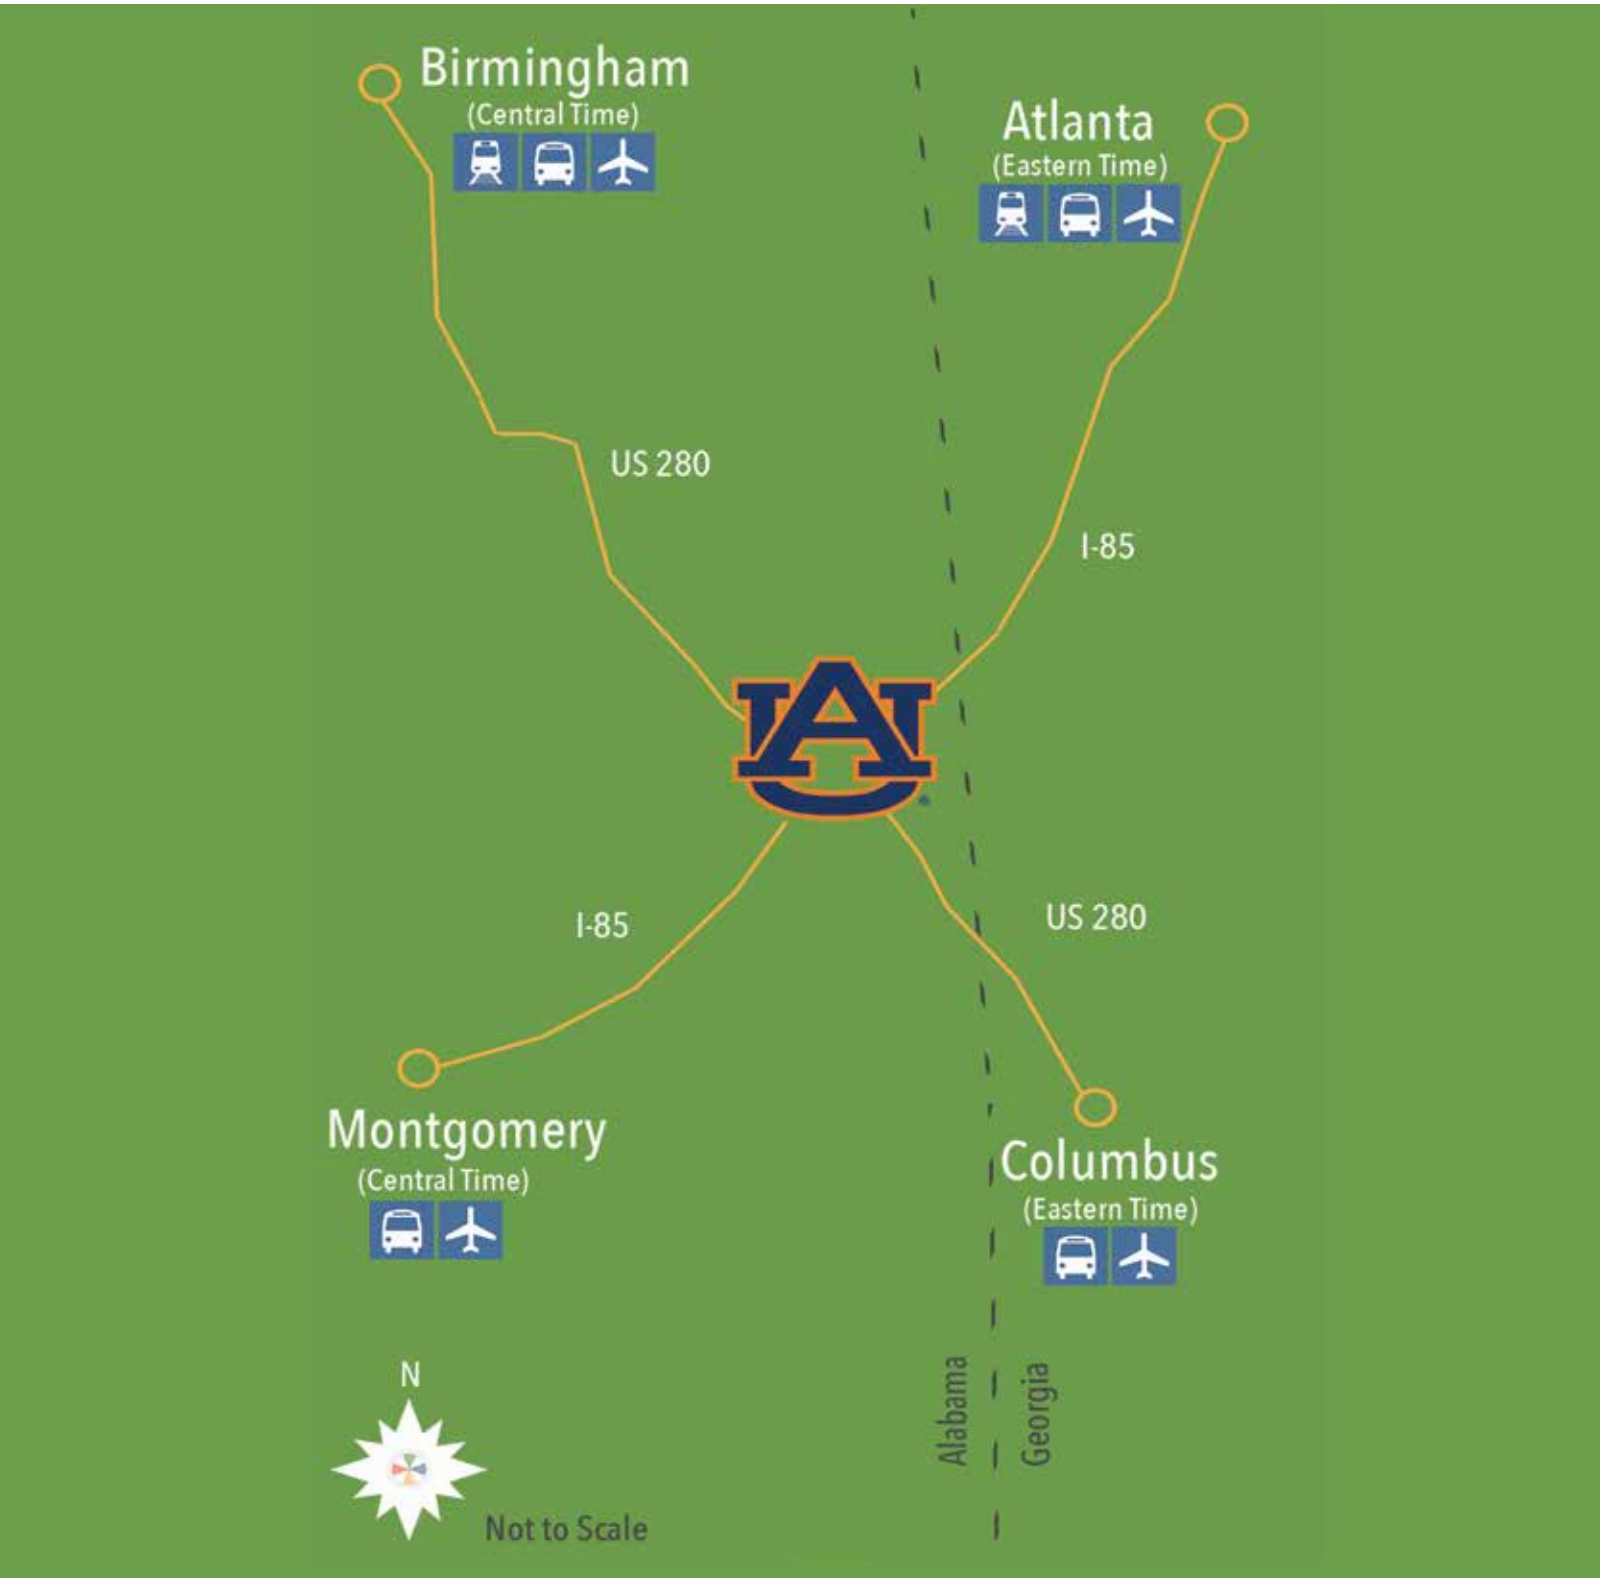 Birmingham
(Central Time)
Atlanta
(Eastern Time)
US 280
I-85
AU
I-85
US 280
Montgomery
(Central Time)
Columbus
(Eastern Time)
N
Alabama
Georgia
Not to Scale